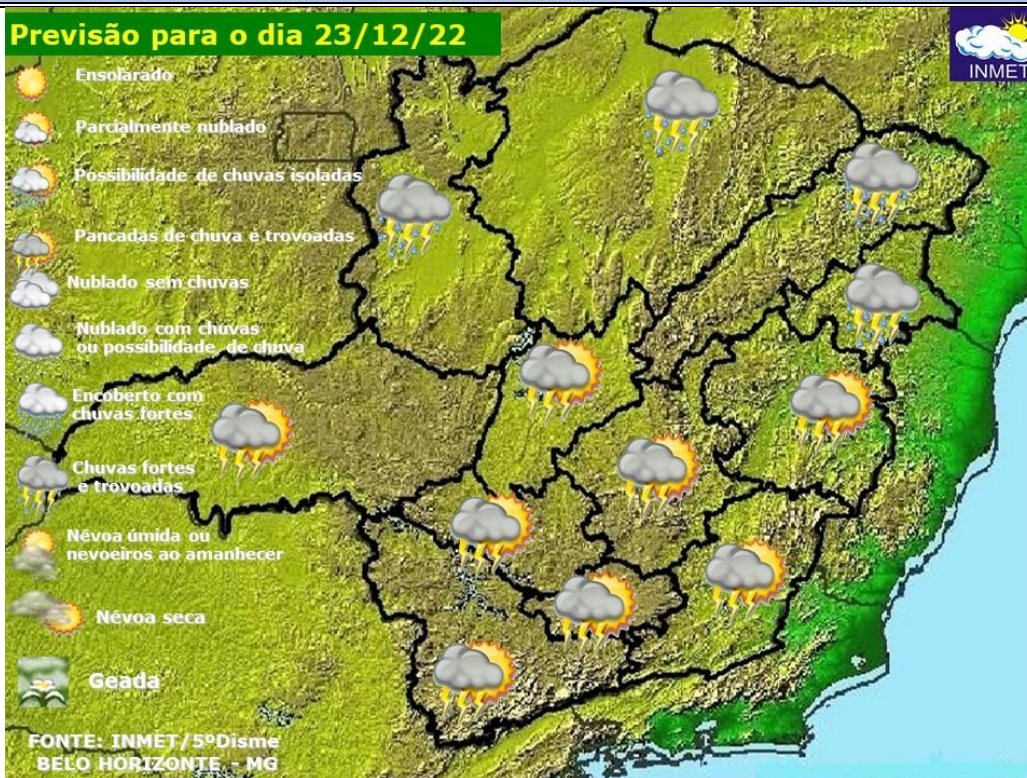 Previsão para o dia 23/12/22
INMET
Ensolarado
Parcialmente nublado
Possibilidade de chuvas isoladas
Pancadas de chuva e trovoadas
Nublado sem chuvas
Nublado com chuvas
ou possibilidade de chuva
Encoberto com
chuvas fortes
Chuvas fortes
e trovoadas
Névoa úmida ou
nevoeiros ao amanhecer
Névoa seca
Geada
FONTE: INMET/5ºDisme
BELO HORIZONTE - MG